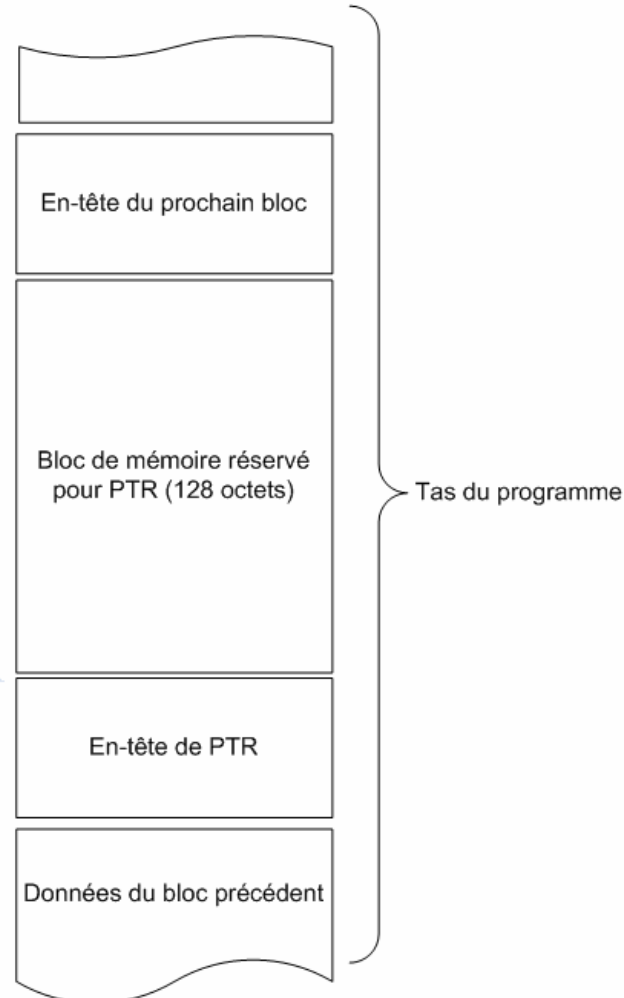 En-tête du prochain bloc
Bloc de mémoire réservé
pour PTR (128 octets)
Tas du programme
En-tête de PTR
Données du bloc précédent